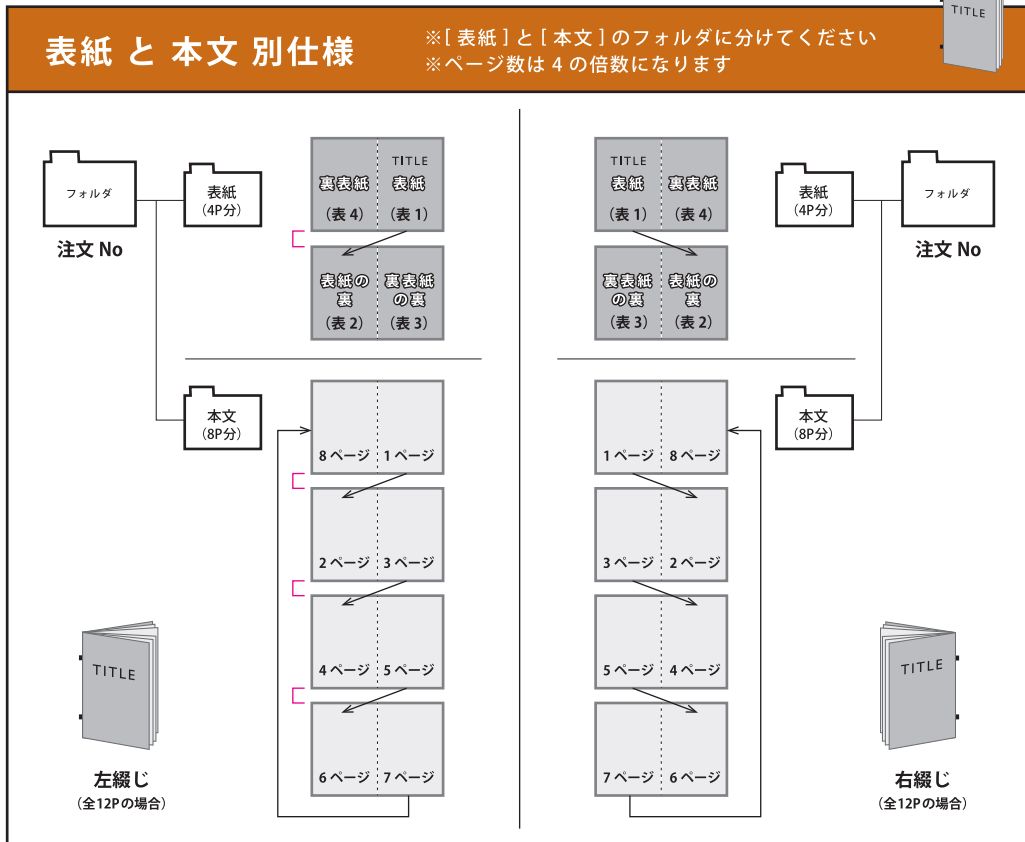 TITLE
表紙 と 本文 別仕様
※[ 表紙 ] と [ 本文 ] のフォルダに分けてください
※ページ数は 4 の倍数になります
フォルダ
注文 No
表紙
(4P分)
裏表紙
(表 4)
TITLE
表紙
(表 1)
表紙の
裏
(表 2)
裏表紙
の裏
(表 3)
本文
(8P分)
8 ページ
1 ページ
2 ページ
3 ページ
4 ページ
5 ページ
6 ページ
7 ページ
TITLE
左綴じ
(全12Pの場合)
TITLE
表紙
(表 1)
裏表紙
(表 4)
裏表紙
の裏
(表 3)
表紙の
裏
(表 2)
表紙
(4P分)
フォルダ
注文 No
本文
(8P分)
1 ページ
8 ページ
3 ページ
2 ページ
5 ページ
4 ページ
7 ページ
6 ページ
TITLE
右綴じ
(全12Pの場合)